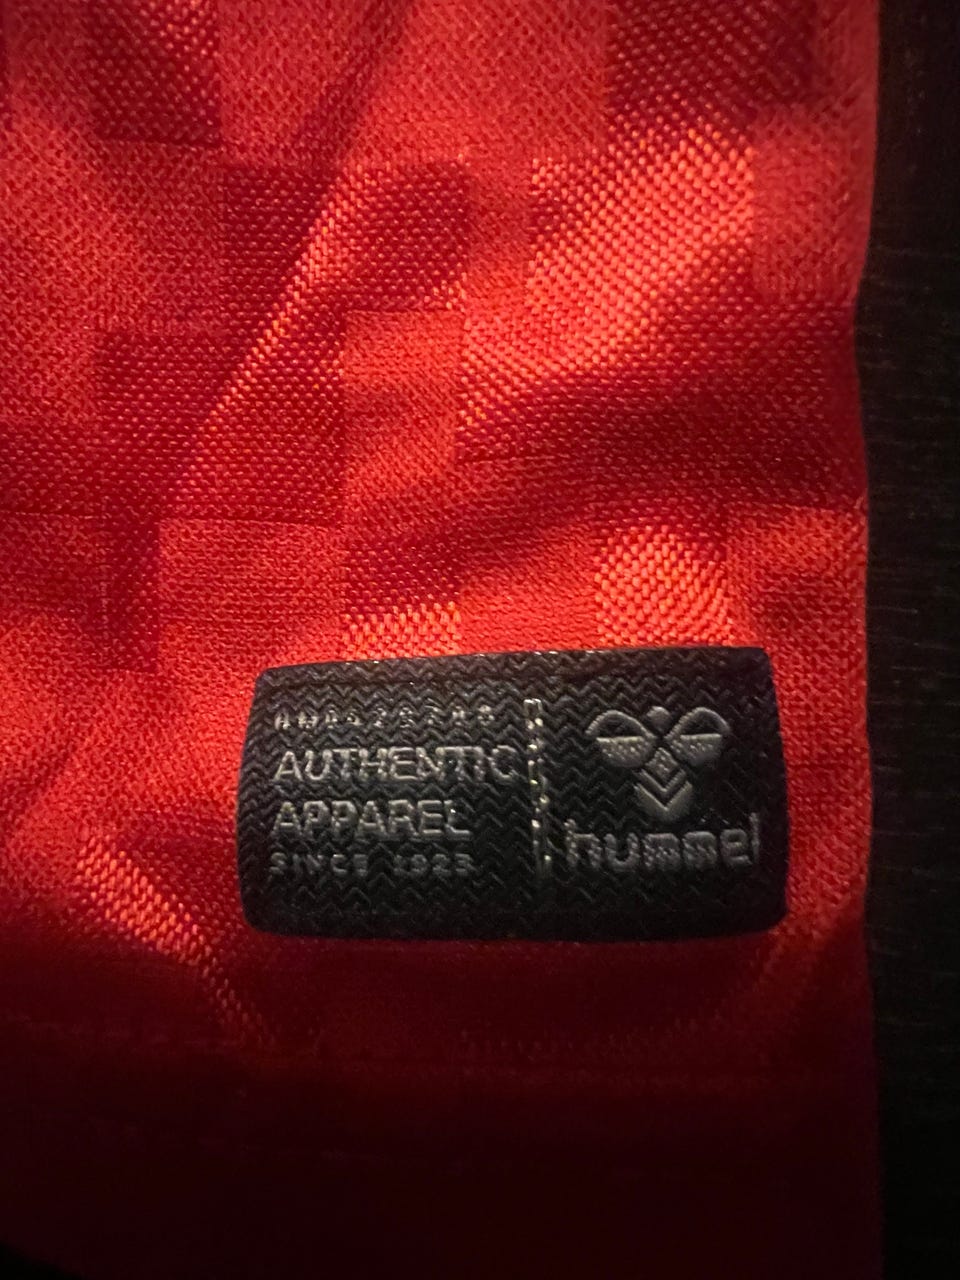 AUTHENTIC
APPAREL
SINCE 1923
hummel